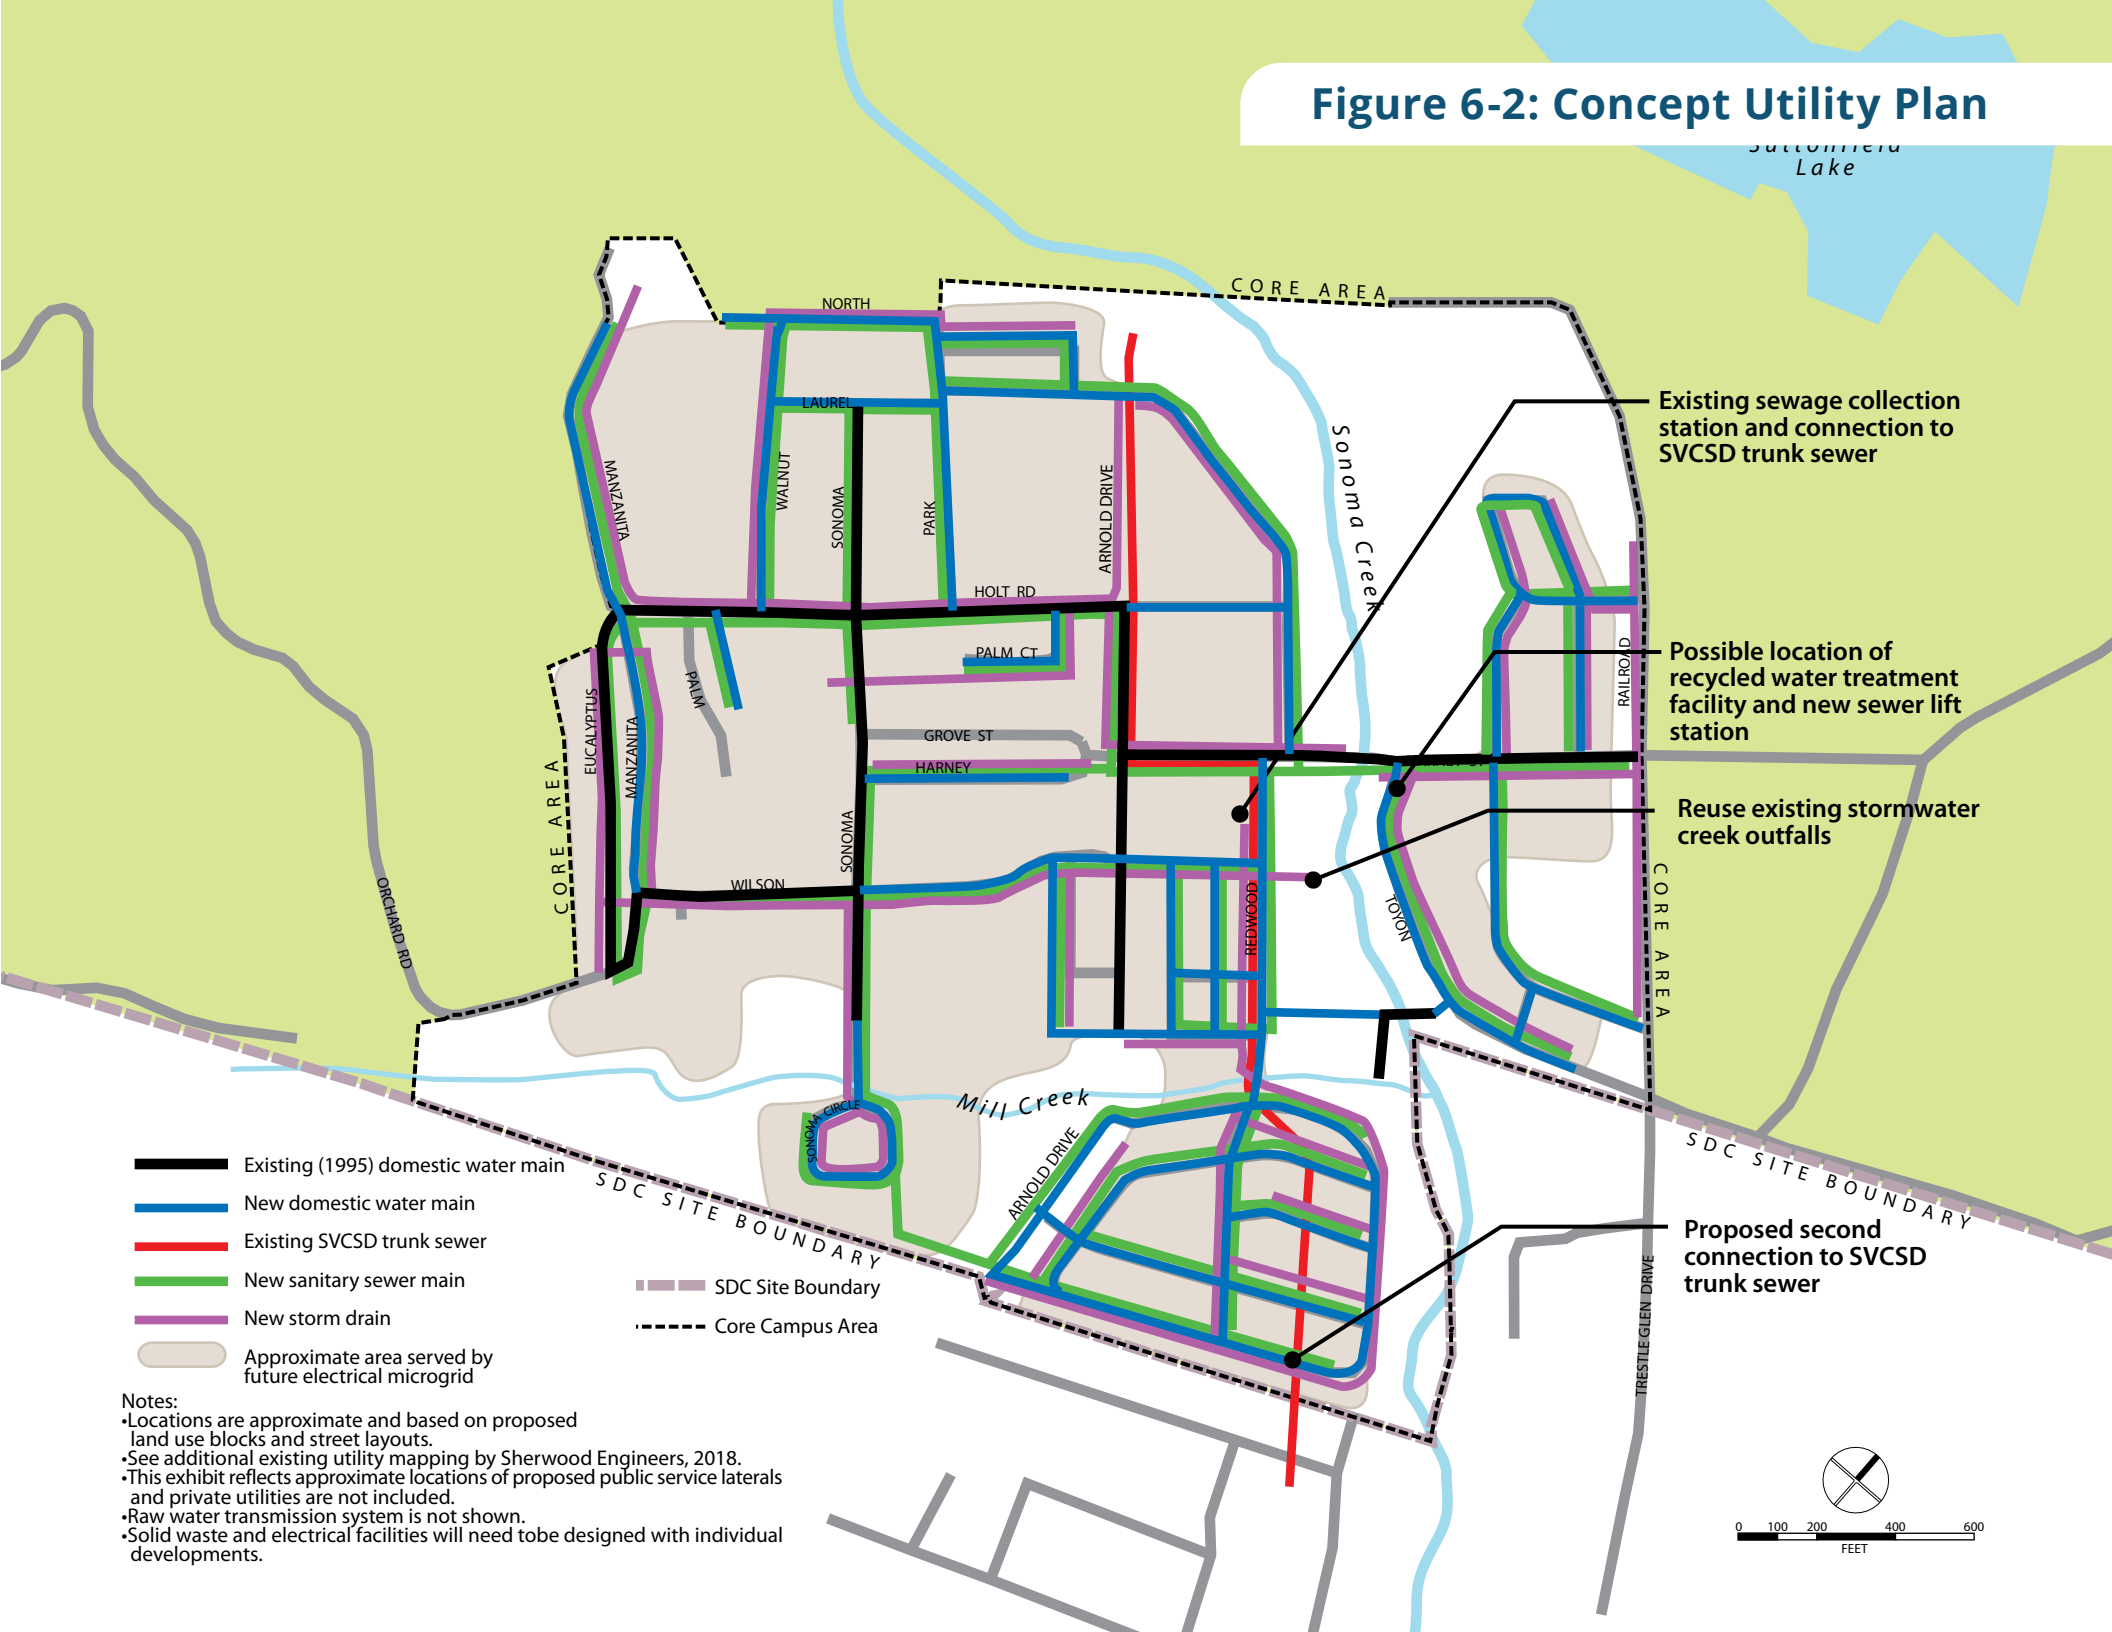 Figure 6-2: Concept Utility Plan
Lake
CORE AREA
NORTH
LAUREL
MANZANITA
WALNUT
SONOMA
PARK
ARNOLD DRIVE
Sonoma Creek
HOLT RD
PALM CT
PALM
EUCALYPTUS
MANZANITA
GROVE ST
HARNEY
SONOMA
WILSON
CORE AREA
ORCHARD RD
REDWOOD
TOYON
RAILROAD
CORE AREA
Existing sewage collection
station and connection to
SVCSD trunk sewer
Possible location of
recycled water treatment
facility and new sewer lift
station
Reuse existing stormwater
creek outfalls
Mill Creek
SONOMA CIRCLE
ARNOLD DRIVE
SDC SITE BOUNDARY
SDC SITE BOUNDARY
Proposed second
connection to SVCSD
trunk sewer
TRESTLE GLEN DRIVE
Existing (1995) domestic water main
New domestic water main
Existing SVCSD trunk sewer
New sanitary sewer main
New storm drain
Approximate area served by
future electrical microgrid
SDC Site Boundary
Core Campus Area
Notes:
•Locations are approximate and based on proposed
land use blocks and street layouts.
•See additional existing utility mapping by Sherwood Engineers, 2018.
•This exhibit reflects approximate locations of proposed public service laterals
and private utilities are not included.
•Raw water transmission system is not shown.
•Solid waste and electrical facilities will need tobe designed with individual
developments.
0 100 200 400 600
FEET